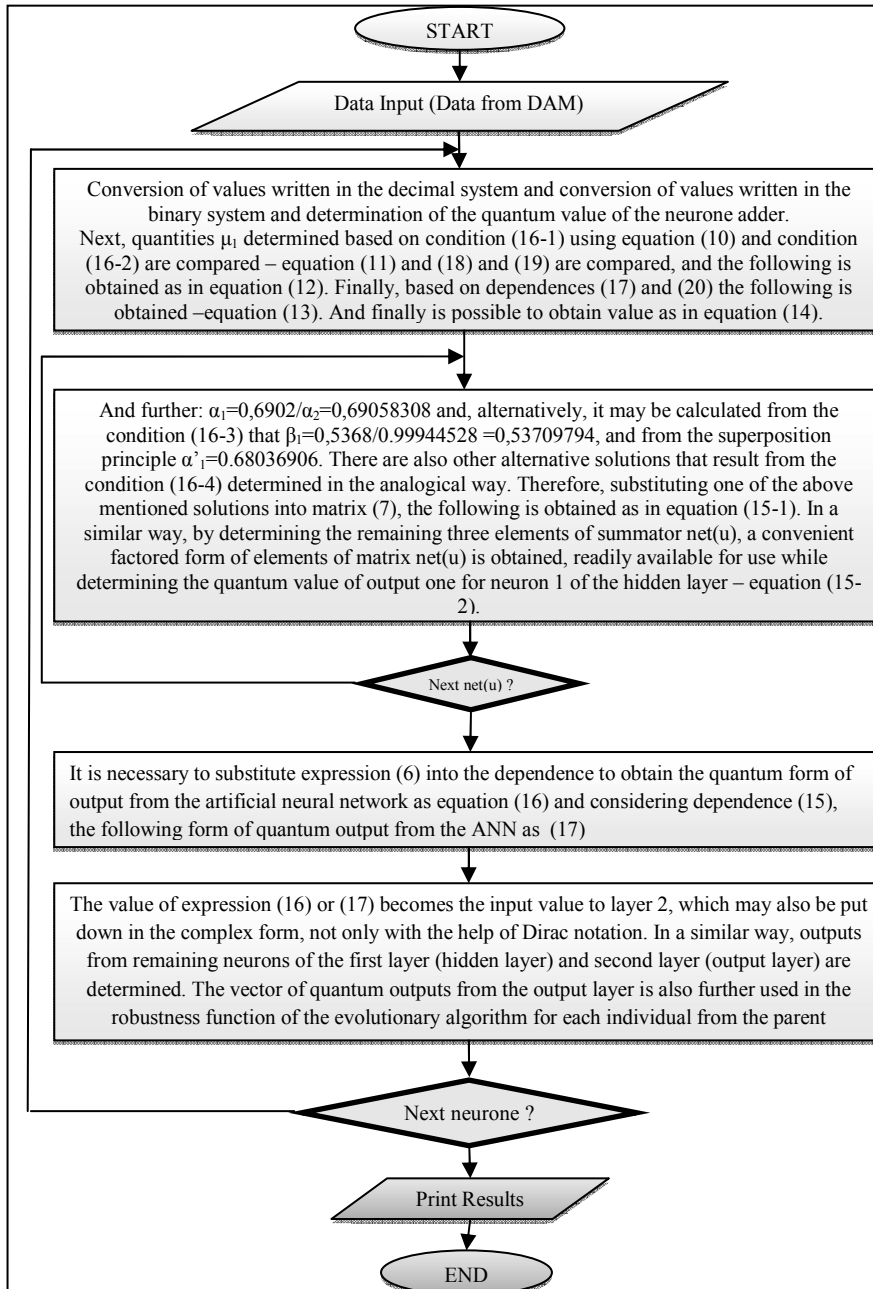 START
Data Input (Data from DAM)
Conversion of values written in the decimal system and conversion of values written in the
binary system and determination of the quantum value of the neurone adder.
Next, quantities μ₁ determined based on condition (16-1) using equation (10) and condition
(16-2) are compared – equation (11) and (18) and (19) are compared, and the following is
obtained as in equation (12). Finally, based on dependences (17) and (20) the following is
obtained –equation (13). And finally is possible to obtain value as in equation (14).
And further: α₁=0,6902/α₂=0,69058308 and, alternatively, it may be calculated from the
condition (16-3) that β₁=0,5368/0.99944528 =0,53709794, and from the superposition
principle α’₁=0.68036906. There are also other alternative solutions that result from the
condition (16-4) determined in the analogical way. Therefore, substituting one of the above
mentioned solutions into matrix (7), the following is obtained as in equation (15-1). In a
similar way, by determining the remaining three elements of summator net(u), a convenient
factored form of elements of matrix net(u) is obtained, readily available for use while
determining the quantum value of output one for neuron 1 of the hidden layer – equation (15-
2).
Next net(u) ?
It is necessary to substitute expression (6) into the dependence to obtain the quantum form of
output from the artificial neural network as equation (16) and considering dependence (15),
the following form of quantum output from the ANN as (17)
The value of expression (16) or (17) becomes the input value to layer 2, which may also be put
down in the complex form, not only with the help of Dirac notation. In a similar way, outputs
from remaining neurons of the first layer (hidden layer) and second layer (output layer) are
determined. The vector of quantum outputs from the output layer is also further used in the
robustness function of the evolutionary algorithm for each individual from the parent
Next neurone ?
Print Results
END